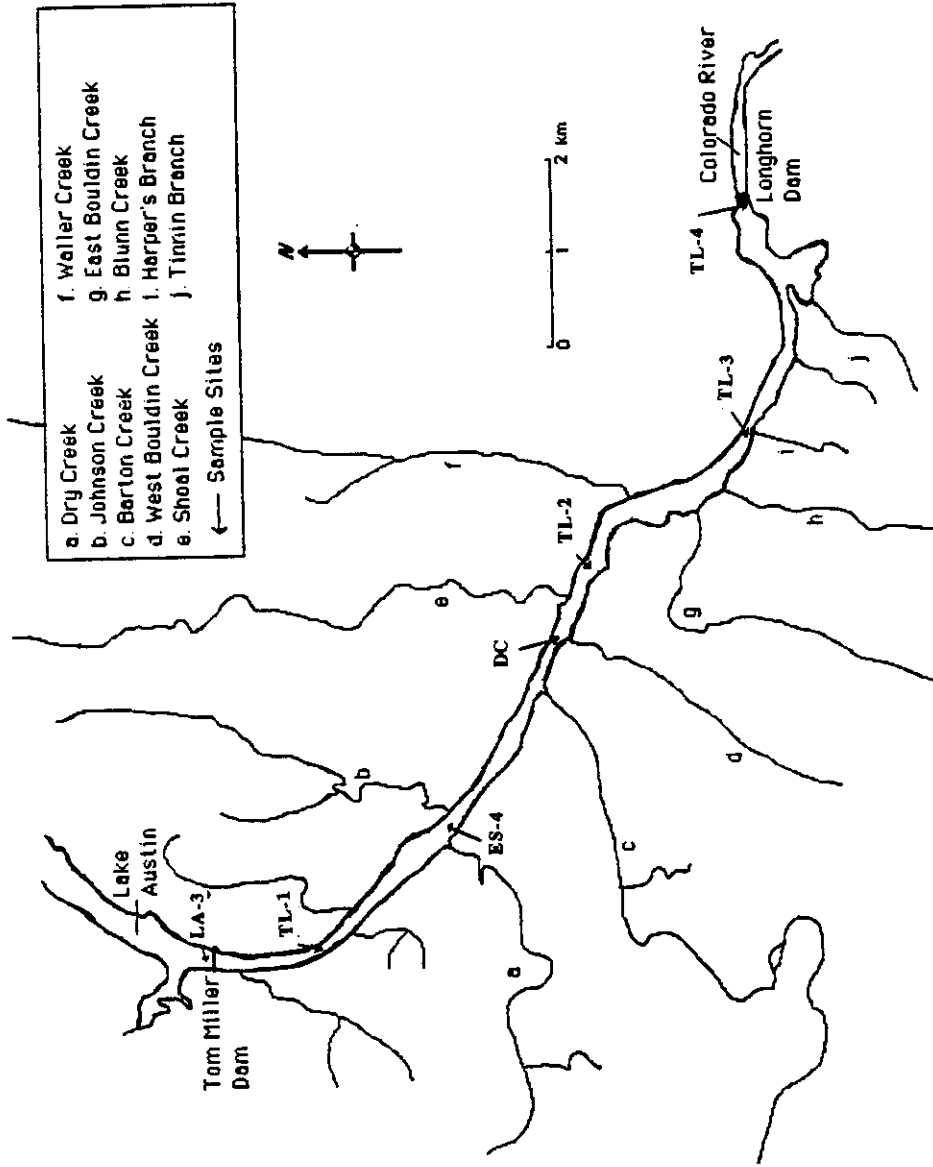 a. Dry Creek
b. Johnson Creek
c. Barton Creek
d. West Bouldin Creek
e. Shoal Creek
f. Waller Creek
g. East Bouldin Creek
h. Blunn Creek
i. Harper's Branch
j. Tinnin Branch
← Sample Sites
N
0 1 2 km
Lake
Austin
LA-3
Tom Miller
Dam
TL-1
ES-4
DC
TL-2
TL-3
TL-4
Colorado River
Longhorn
Dam
a
b
c
d
e
f
g
h
i
j